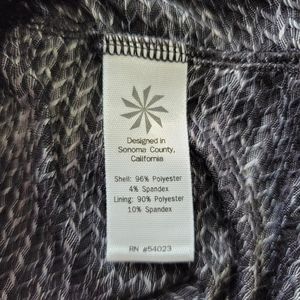 Designed in
Sonoma County,
California
Shell: 96% Polyester
4% Spandex
Lining: 90% Polyester
10% Spandex
RN #54023